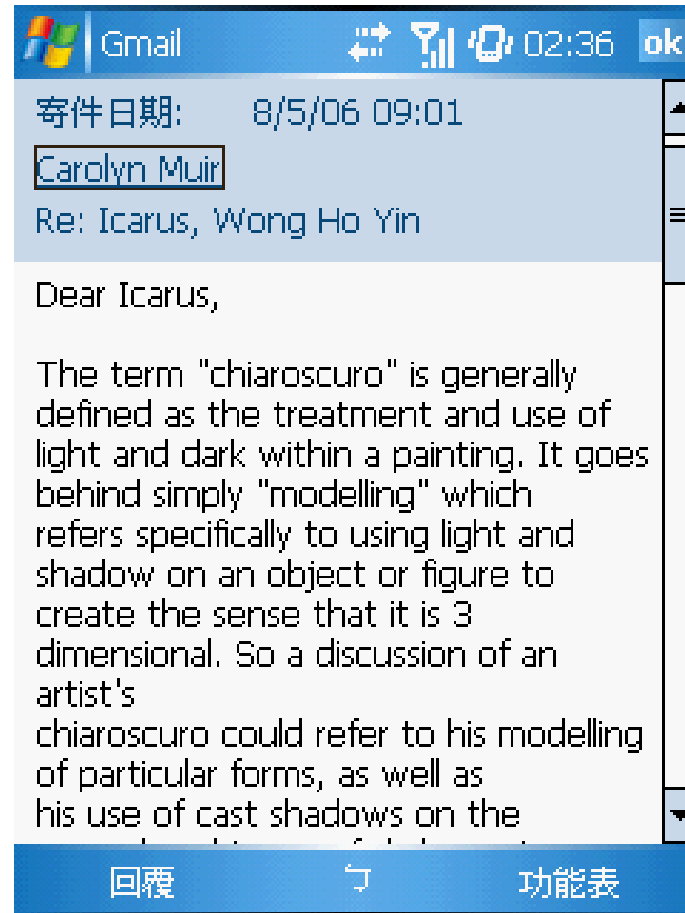 Gmail 02:36 ok
寄件日期: 8/5/06 09:01
Carolyn Muir
Re: Icarus, Wong Ho Yin
Dear Icarus,
The term "chiaroscuro" is generally
defined as the treatment and use of
light and dark within a painting. It goes
behind simply "modelling" which
refers specifically to using light and
shadow on an object or figure to
create the sense that it is 3
dimensional. So a discussion of an
artist's
chiaroscuro could refer to his modelling
of particular forms, as well as
his use of cast shadows on the
回覆 ㄅ 功能表